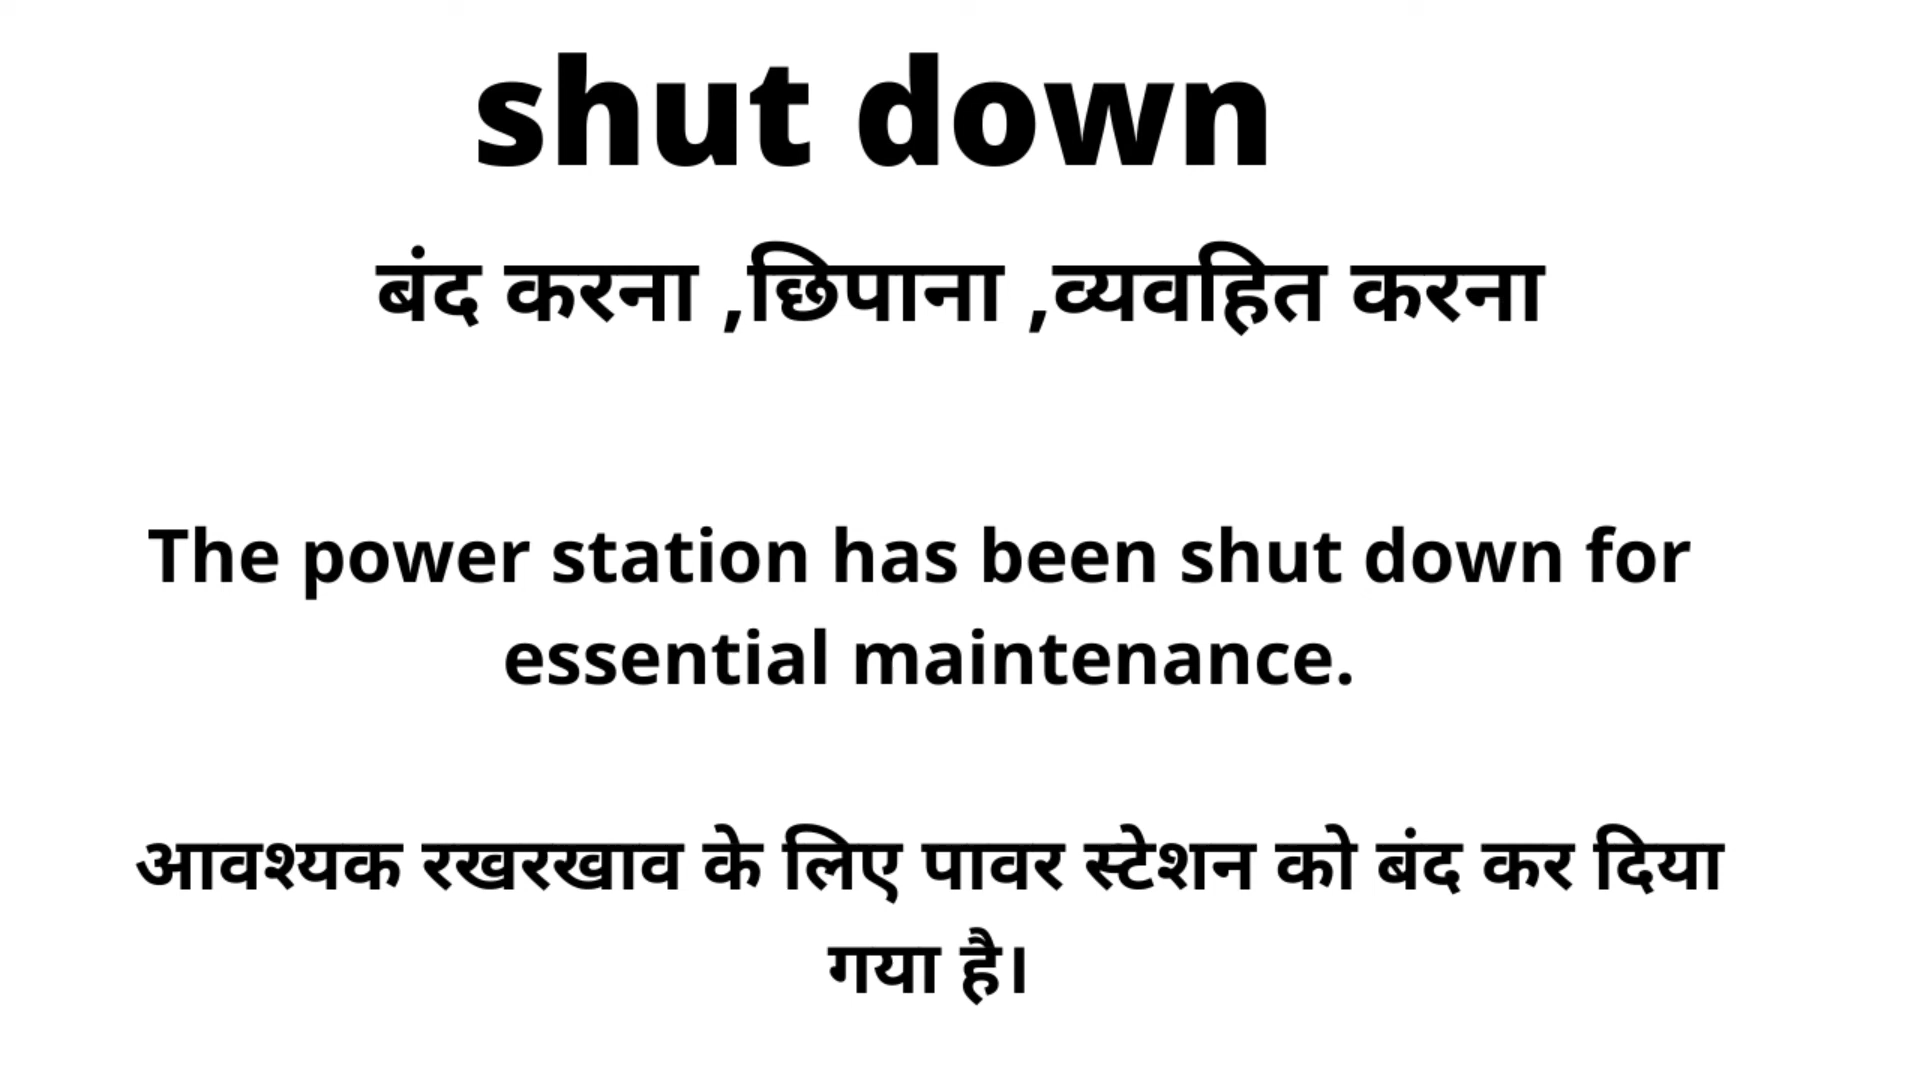 shut down
बंद करना ,छिपाना ,व्यवहित करना
The power station has been shut down for
essential maintenance.
आवश्यक रखरखाव के लिए पावर स्टेशन को बंद कर दिया
गया है।